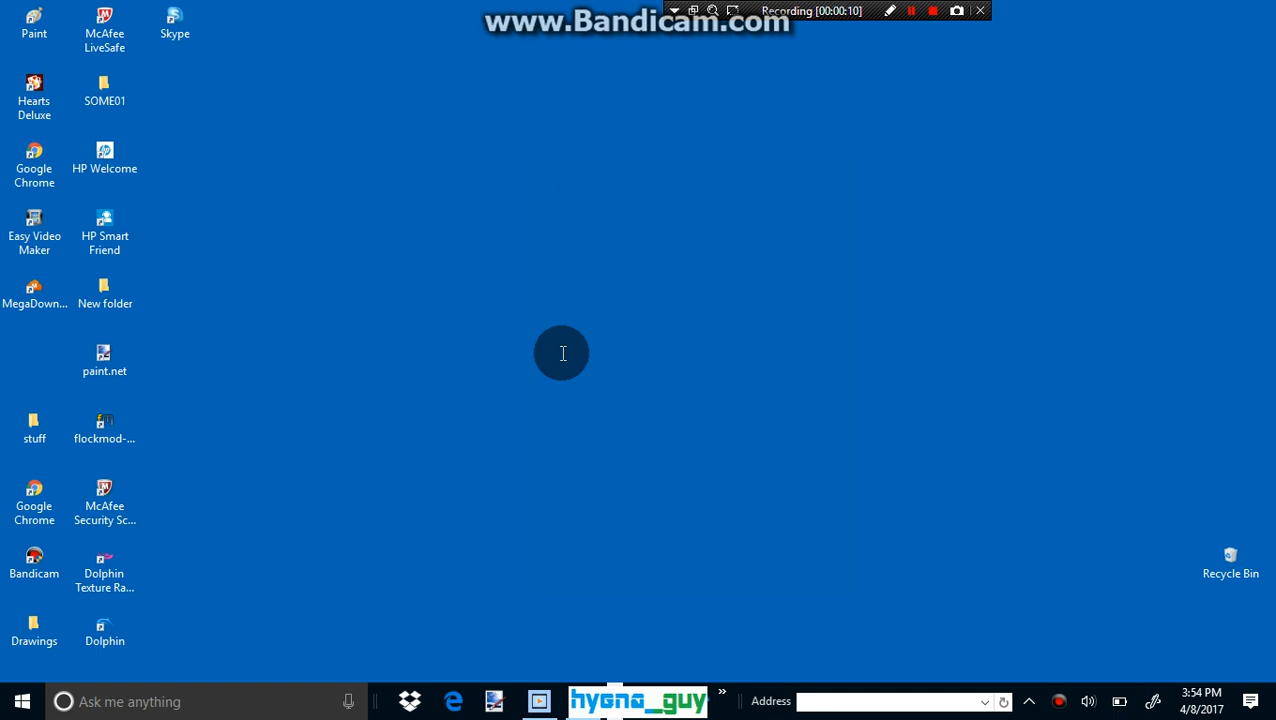 www.Bandicam.com
Recording [00:00:10]
Paint
McAfee LiveSafe
Skype
Hearts Deluxe
SOME01
Google Chrome
HP Welcome
Easy Video Maker
HP Smart Friend
MegaDown...
New folder
paint.net
stuff
flockmod-...
Google Chrome
McAfee Security Sc...
Bandicam
Dolphin Texture Ra...
Recycle Bin
Drawings
Dolphin
Ask me anything
hyena_guy
Address
3:54 PM
4/8/2017